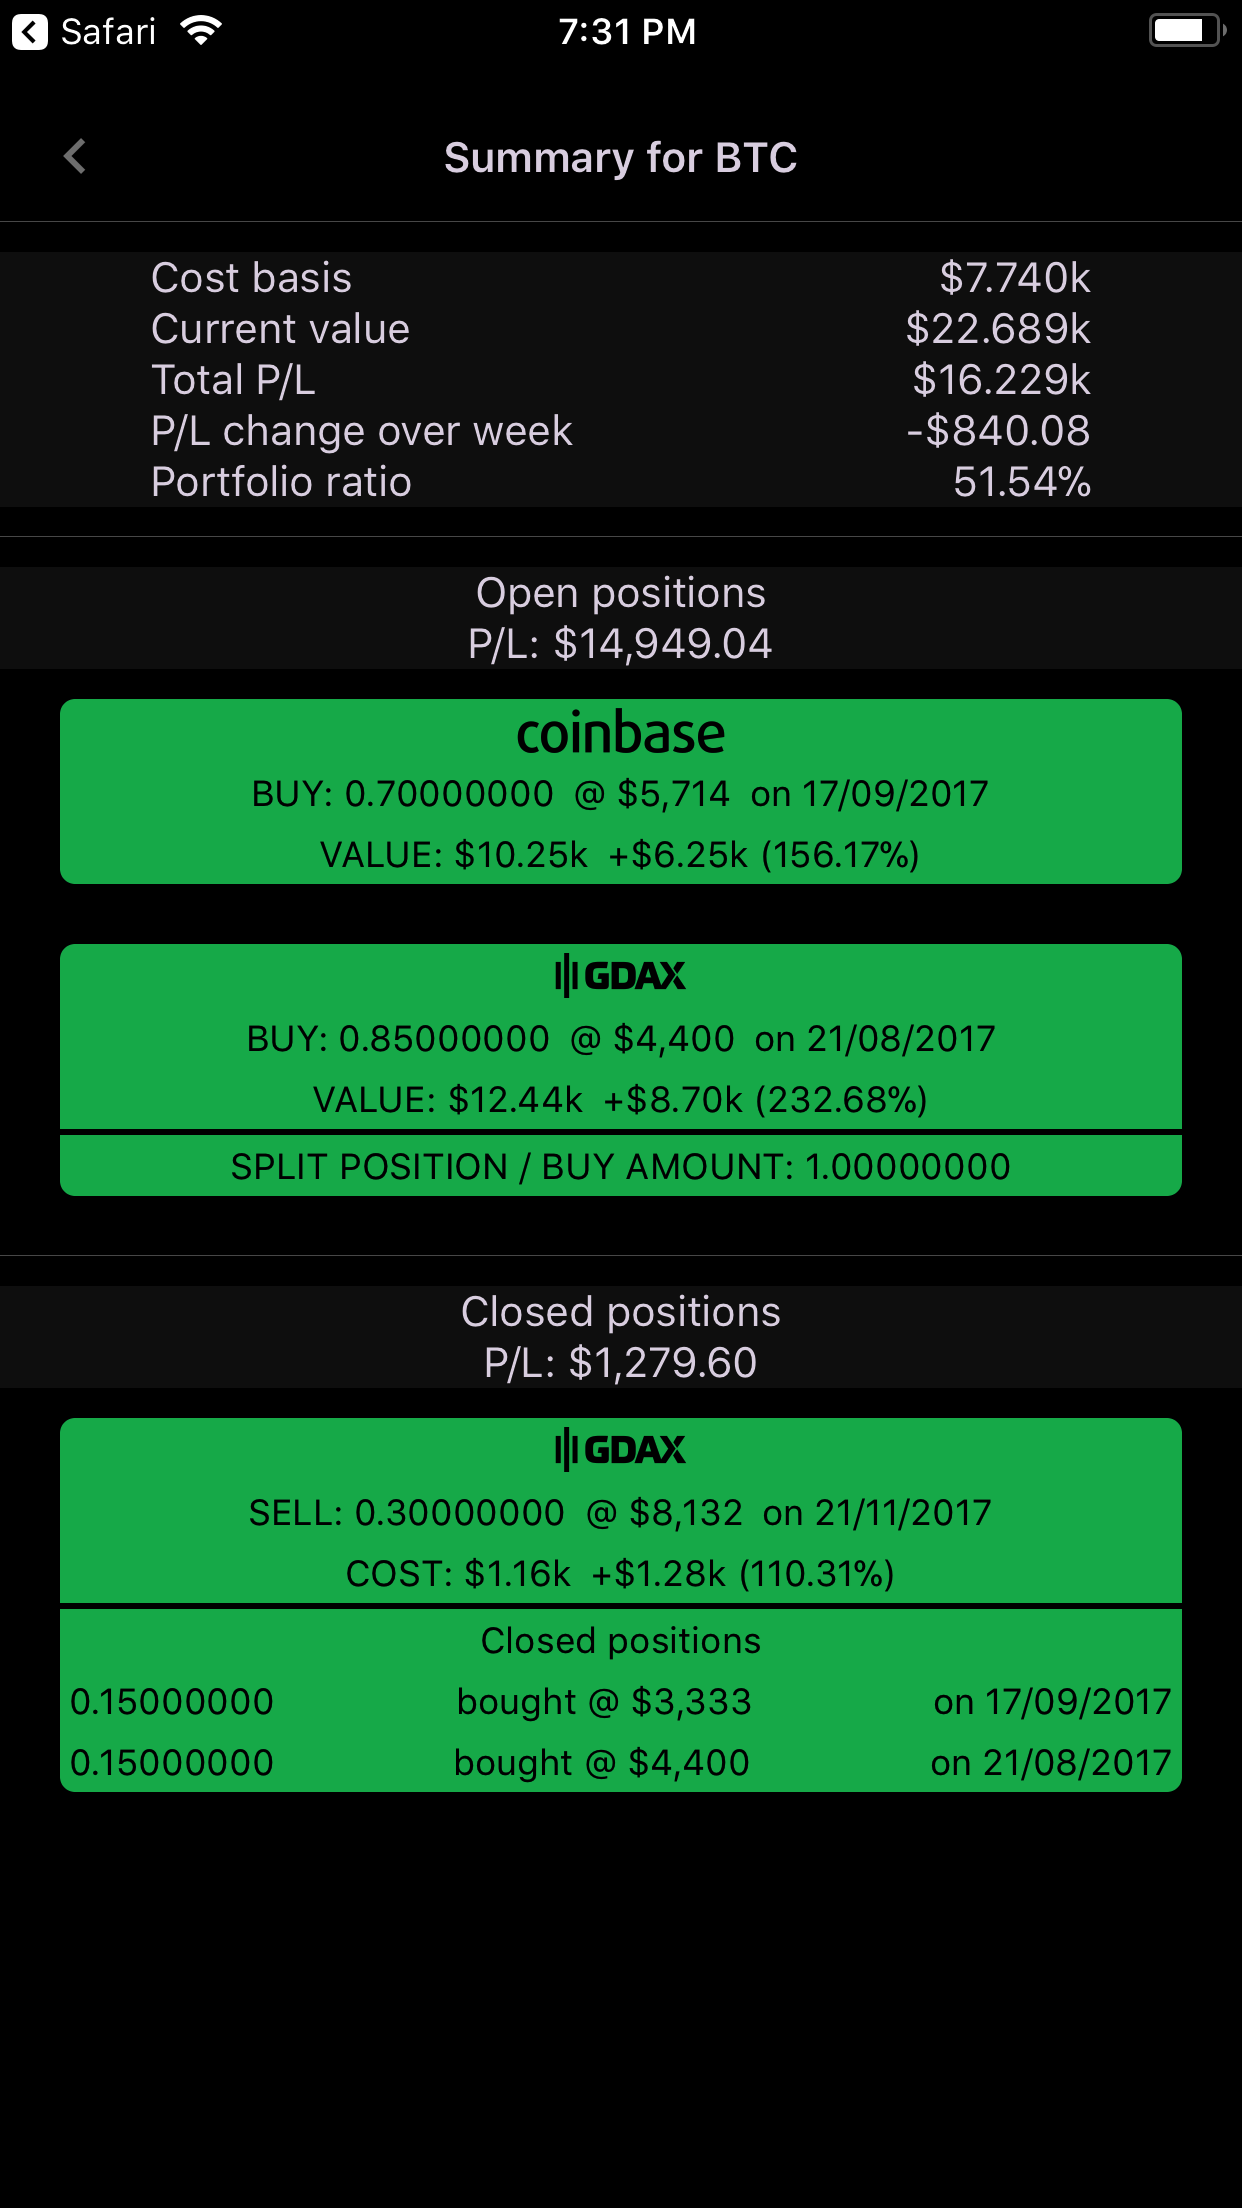 Safari 7:31 PM
Summary for BTC
Cost basis $7.740k
Current value $22.689k
Total P/L $16.229k
P/L change over week -$840.08
Portfolio ratio 51.54%
Open positions
P/L: $14,949.04
coinbase
BUY: 0.70000000 @ $5,714 on 17/09/2017
VALUE: $10.25k +$6.25k (156.17%)
GDAX
BUY: 0.85000000 @ $4,400 on 21/08/2017
VALUE: $12.44k +$8.70k (232.68%)
SPLIT POSITION / BUY AMOUNT: 1.00000000
Closed positions
P/L: $1,279.60
GDAX
SELL: 0.30000000 @ $8,132 on 21/11/2017
COST: $1.16k +$1.28k (110.31%)
Closed positions
0.15000000 bought @ $3,333 on 17/09/2017
0.15000000 bought @ $4,400 on 21/08/2017